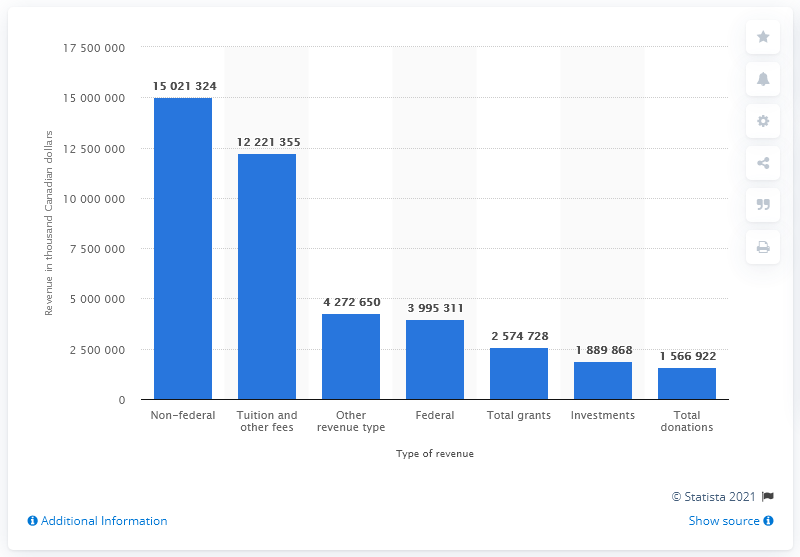 17 500 000
15 000 000
12 500 000
10 000 000
7 500 000
5 000 000
2 500 000
0
Revenue in thousand Canadian dollars
15 021 324
12 221 355
4 272 650
3 995 311
2 574 728
1 889 868
1 566 922
Non-federal
Tuition and
other fees
Other
revenue type
Federal
Total grants
Investments
Total
donations
Type of revenue
© Statista 2021
Additional Information
Show source